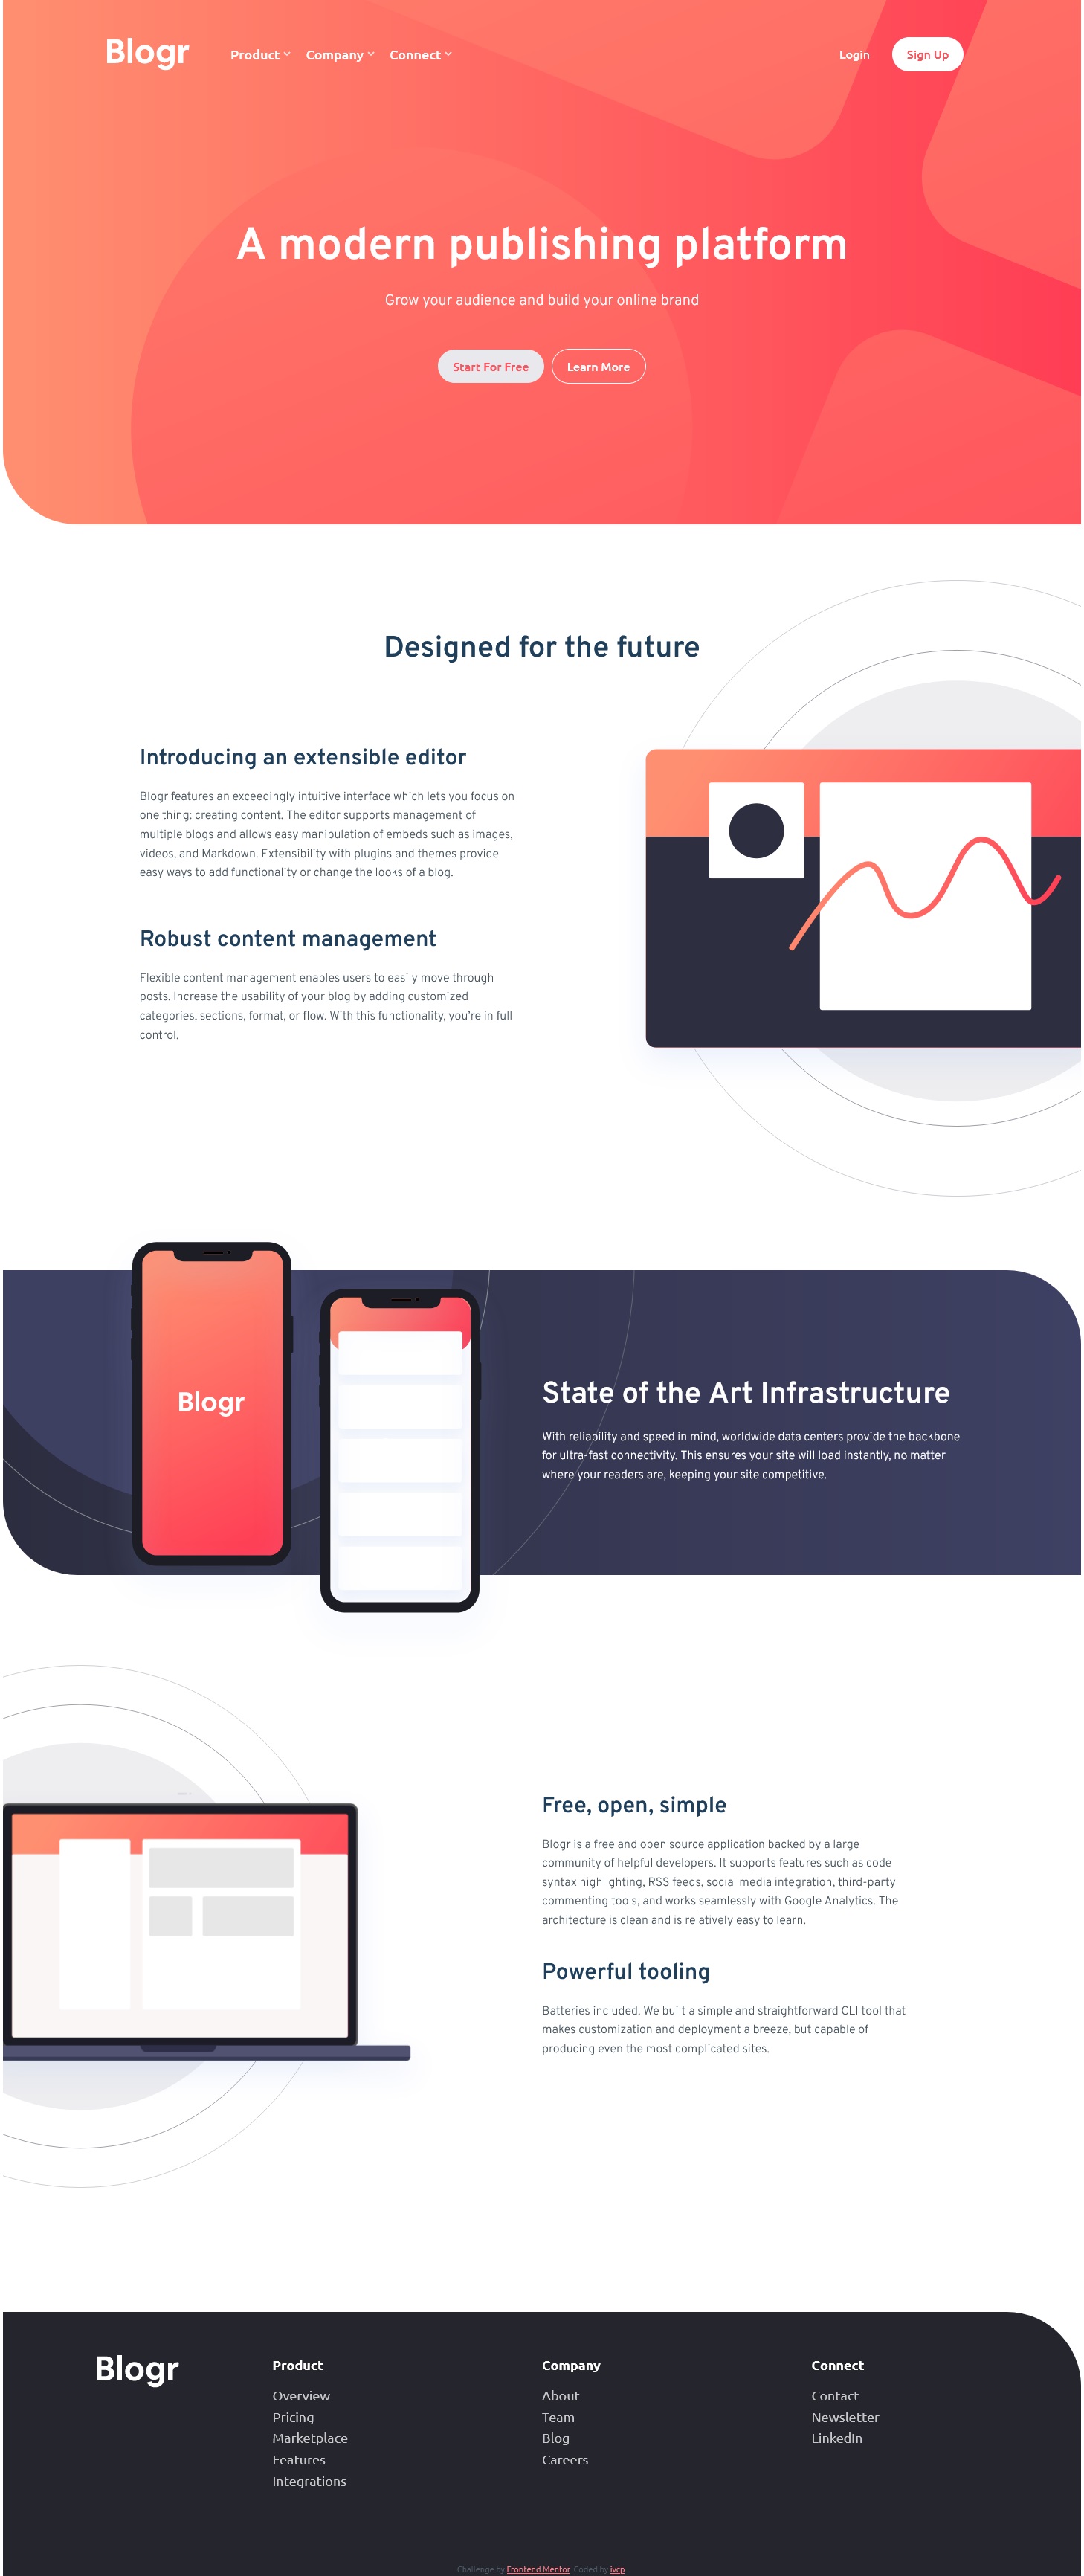 Blogr
Product Company Connect
Login Sign Up
A modern publishing platform
Grow your audience and build your online brand
Start For Free Learn More
Designed for the future
Introducing an extensible editor
Blogr features an exceedingly intuitive interface which lets you focus on
one thing: creating content. The editor supports management of
multiple blogs and allows easy manipulation of embeds such as images,
videos, and Markdown. Extensibility with plugins and themes provide
easy ways to add functionality or change the looks of a blog.
Robust content management
Flexible content management enables users to easily move through
posts. Increase the usability of your blog by adding customized
categories, sections, format, or flow. With this functionality, you're in full
control.
Blogr
State of the Art Infrastructure
With reliability and speed in mind, worldwide data centers provide the backbone
for ultra-fast connectivity. This ensures your site will load instantly, no matter
where your readers are, keeping your site competitive.
Free, open, simple
Blogr is a free and open source application backed by a large
community of helpful developers. It supports features such as code
syntax highlighting, RSS feeds, social media integration, third-party
commenting tools, and works seamlessly with Google Analytics. The
architecture is clean and is relatively easy to learn.
Powerful tooling
Batteries included. We built a simple and straightforward CLI tool that
makes customization and deployment a breeze, but capable of
producing even the most complicated sites.
Blogr
Product
Overview
Pricing
Marketplace
Features
Integrations
Company
About
Team
Blog
Careers
Connect
Contact
Newsletter
LinkedIn
Challenge by Frontend Mentor. Coded by ivcp